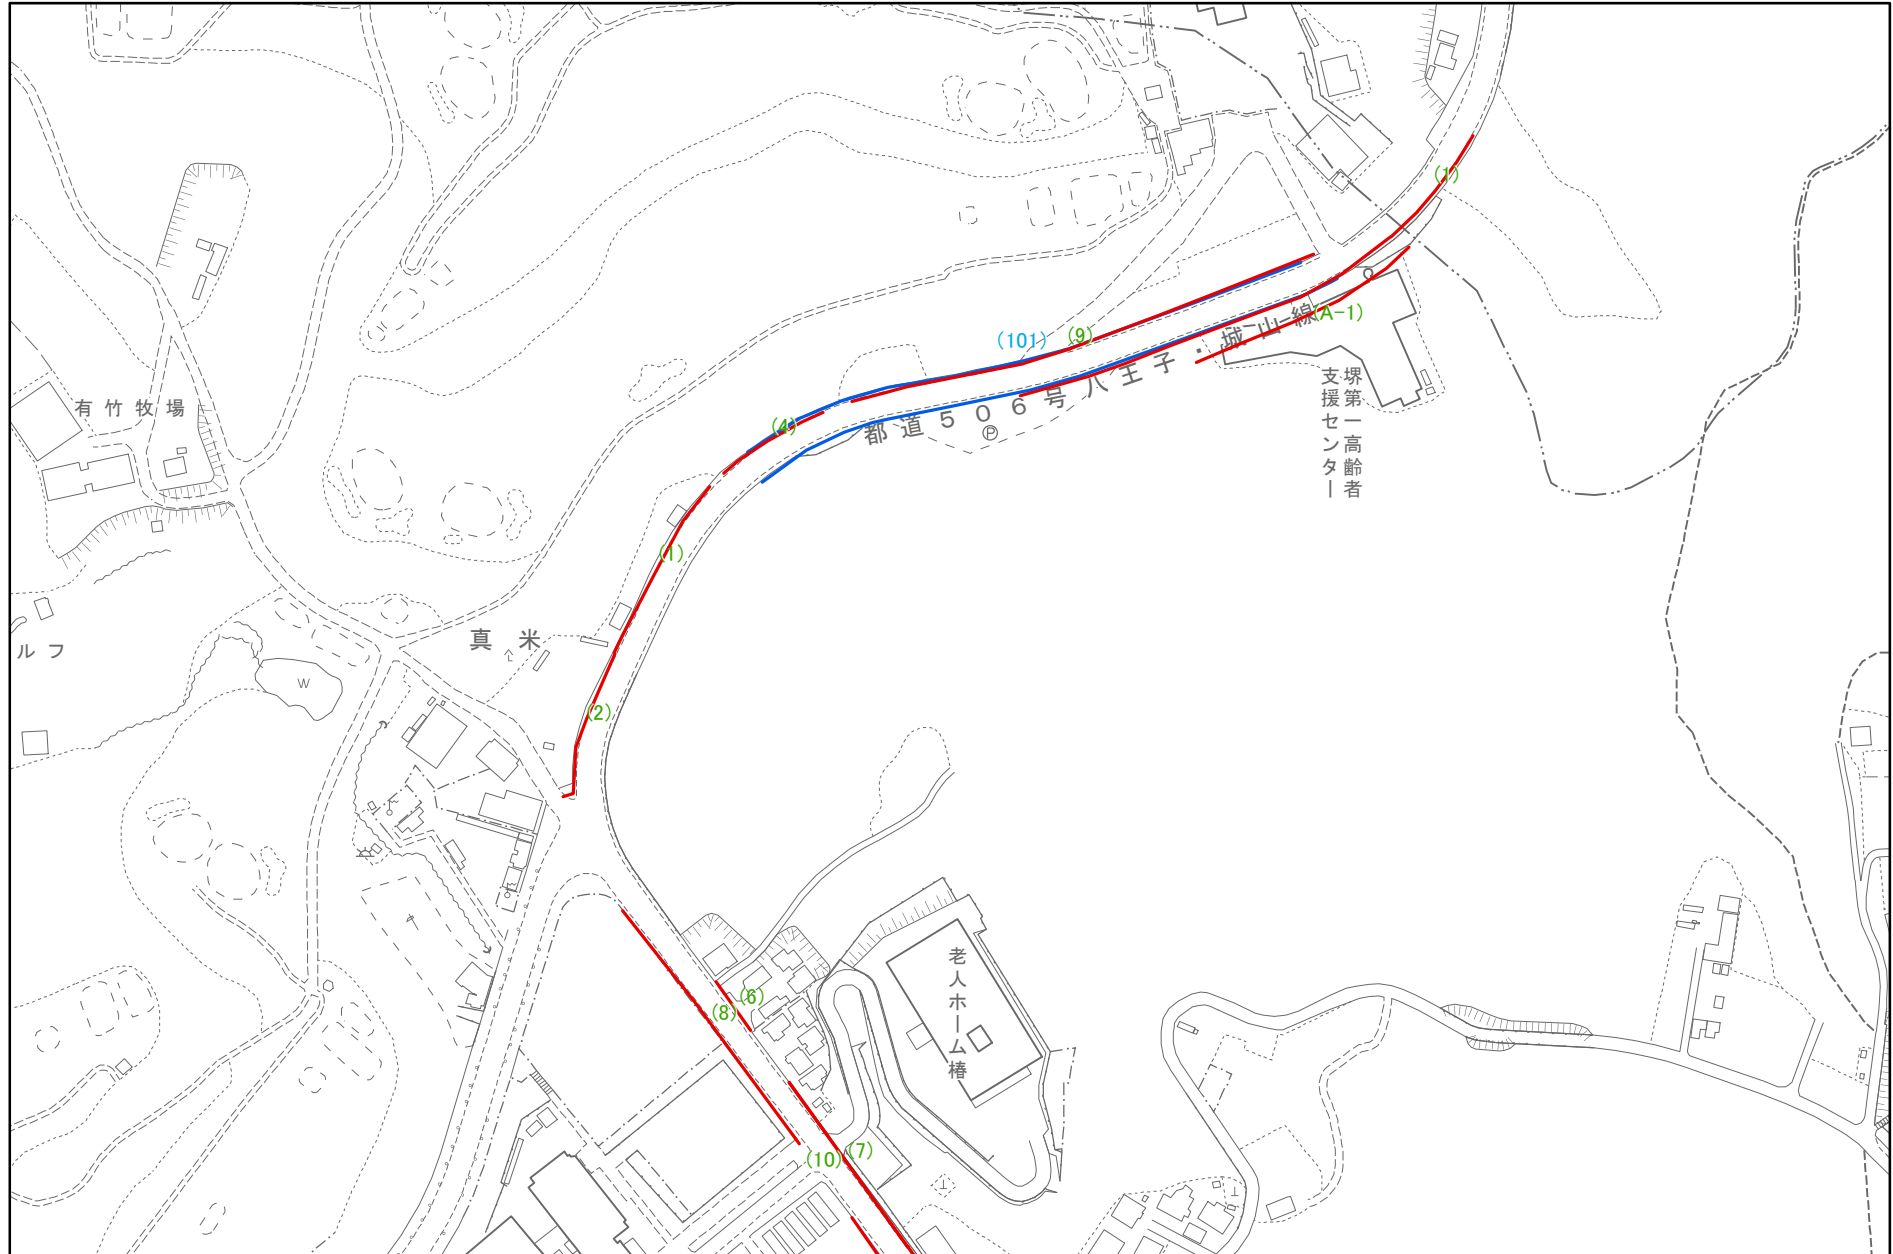 (1)
(A-1)
(101)
(9)
都道506号八王子・城山線
堺第一高齢者
支援センター
有竹牧場
(4)
P
(1)
真米
ルフ
W
(2)
老人ホーム椿
(6)
(8)
(10)
(7)